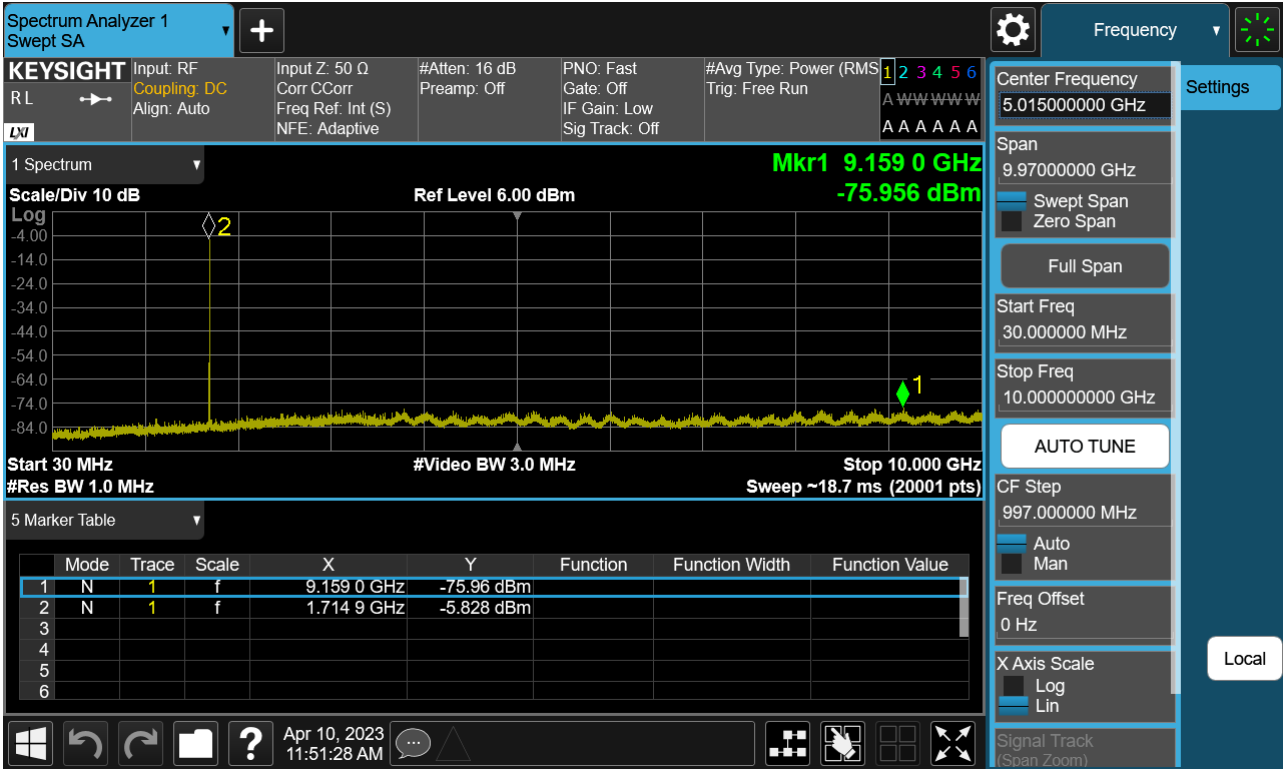 Spectrum Analyzer 1
Swept SA
Frequency
KEYSIGHT
R L
LXI
Input: RF
Coupling: DC
Align: Auto
Input Z: 50 Ω
Corr CCorr
Freq Ref: Int (S)
NFE: Adaptive
#Atten: 16 dB
Preamp: Off
PNO: Fast
Gate: Off
IF Gain: Low
Sig Track: Off
#Avg Type: Power (RMS
Trig: Free Run
1 2 3 4 5 6
A W W W W W
A A A A A A
Center Frequency
5.015000000 GHz
Settings
Span
9.97000000 GHz
Swept Span
Zero Span
Full Span
Start Freq
30.000000 MHz
Stop Freq
10.000000000 GHz
AUTO TUNE
CF Step
997.000000 MHz
Auto
Man
Freq Offset
0 Hz
X Axis Scale
Log
Lin
Signal Track
(Span Zoom)
Local
1 Spectrum
Mkr1 9.159 0 GHz
-75.956 dBm
Scale/Div 10 dB
Ref Level 6.00 dBm
Log
-4.00
-14.0
-24.0
-34.0
-44.0
-54.0
-64.0
-74.0
-84.0
2
1
Start 30 MHz
#Video BW 3.0 MHz
Stop 10.000 GHz
#Res BW 1.0 MHz
Sweep ~18.7 ms (20001 pts)
5 Marker Table
Mode Trace Scale X Y Function Function Width Function Value
1 N 1 f 9.159 0 GHz -75.96 dBm
2 N 1 f 1.714 9 GHz -5.828 dBm
3
4
5
6
Apr 10, 2023
11:51:28 AM